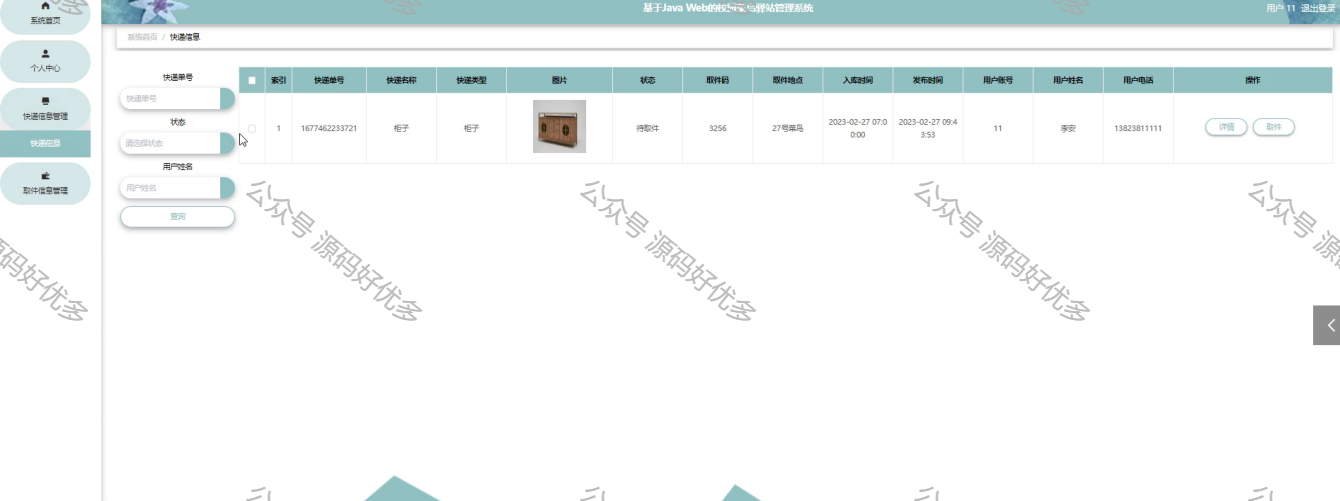 基于Java Web的校园菜鸟驿站管理系统
用户 11 退出登录
系统首页
个人中心
快递信息管理
快递信息
取件信息管理
系统首页 / 快递信息
快递单号
快递单号
状态
请选择状态
用户姓名
用户姓名
查询
索引 快递单号 快递名称 快递类型 图片 状态 取件码 取件地点 入库时间 发布时间 用户账号 用户姓名 用户电话 操作
1 1677462233721 柜子 柜子 待取件 3256 27号菜鸟 2023-02-27 07:00:00 2023-02-27 09:43:53 11 李安 13823811111 详情 取件
公众号 源码好优多
公众号 源码好优多
公众号 源码好优多
公众号 源
源码好优多